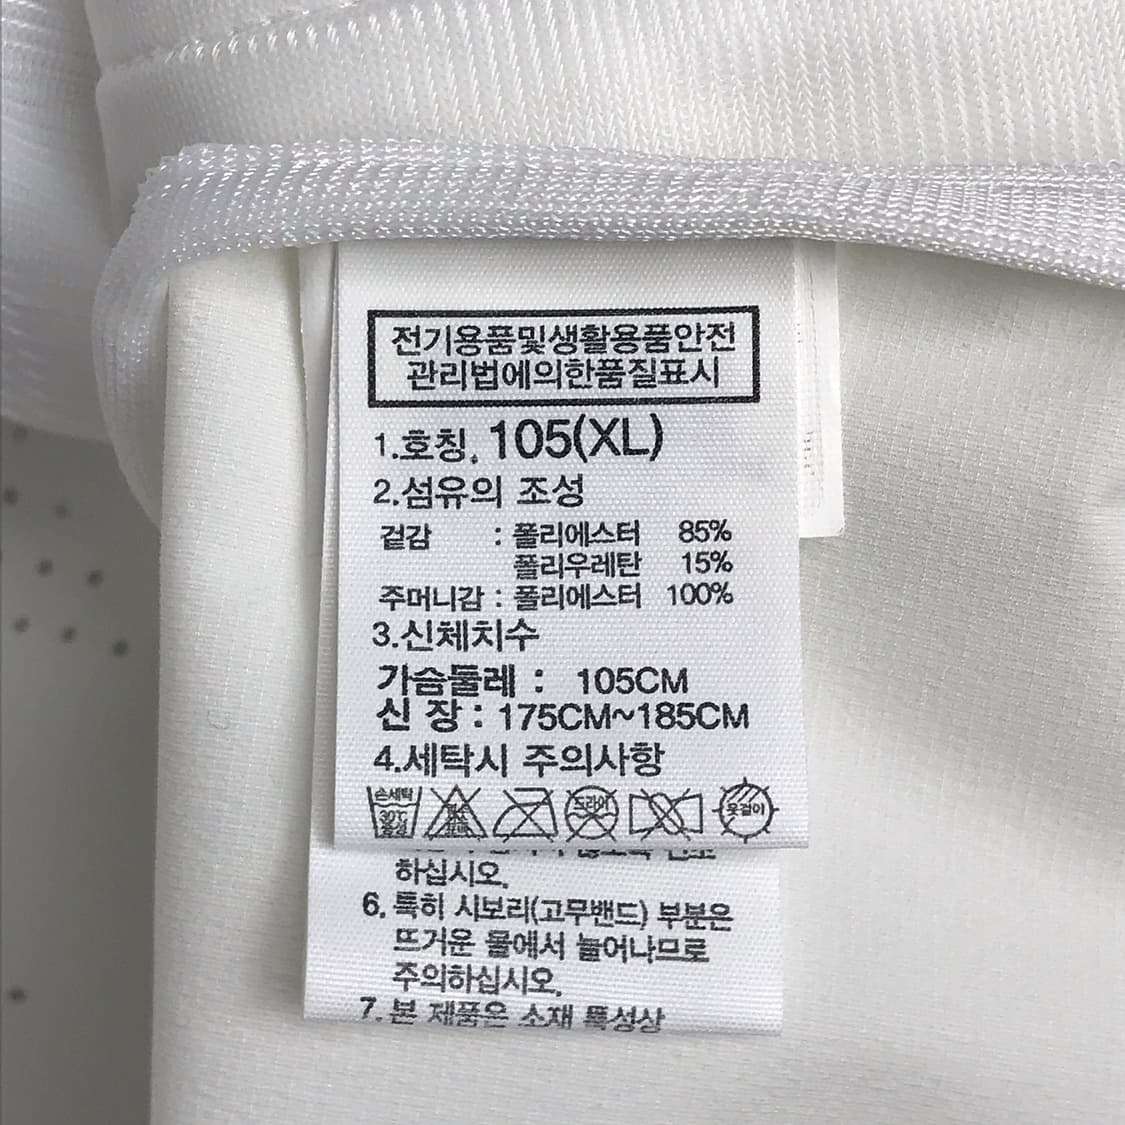 전기용품및생활용품안전
관리법에의한품질표시
1.호칭. 105(XL)
2.섬유의 조성
겉감 : 폴리에스터 85%
폴리우레탄 15%
주머니감 : 폴리에스터 100%
3.신체치수
가슴둘레 : 105CM
신 장 : 175CM~185CM
4.세탁시 주의사항
손세탁 드라이 옷걸이
30℃
중성
하십시오.
6. 특히 시보리(고무밴드) 부분은
뜨거운 물에서 늘어나므로
주의하십시오.
7. 본 제품은 소재 특성상